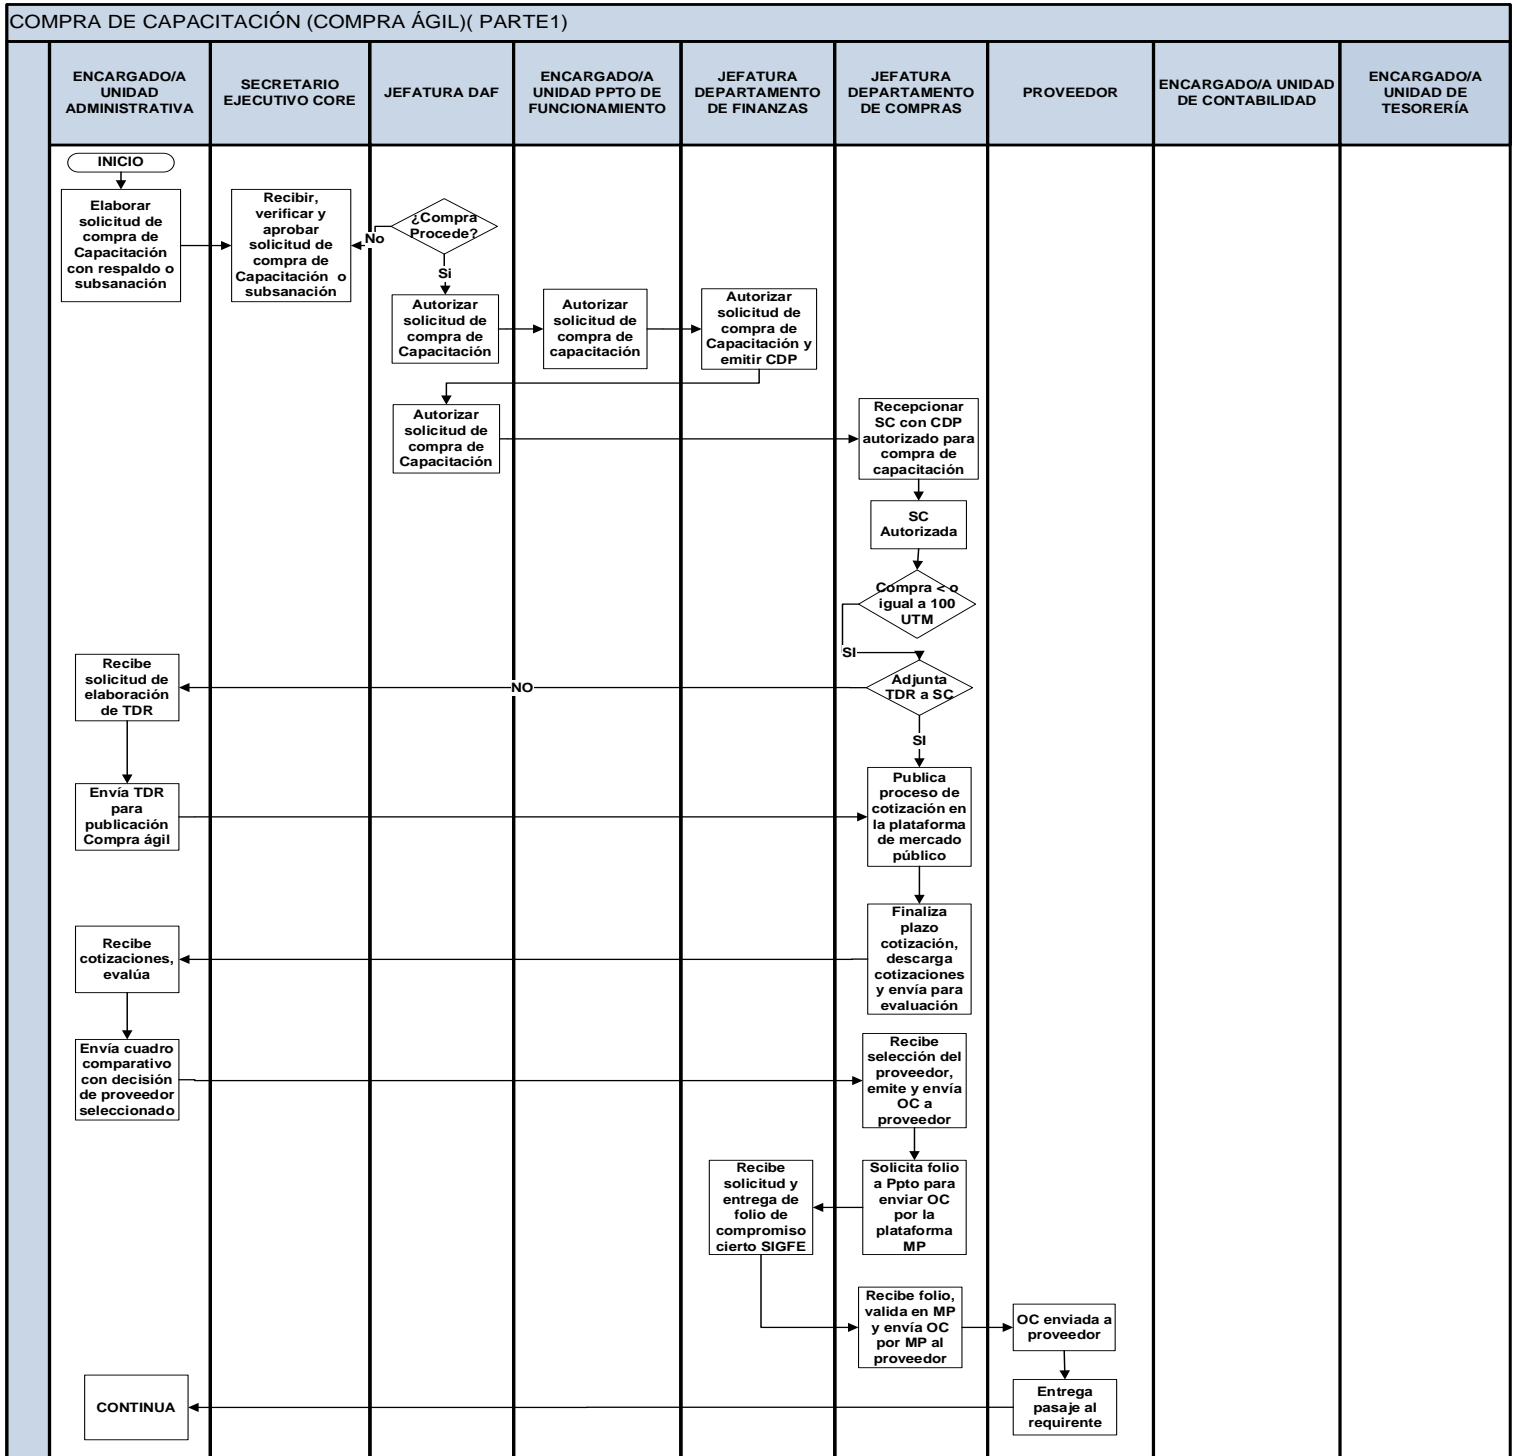 COMPRA DE CAPACITACIÓN (COMPRA ÁGIL)( PARTE1)
ENCARGADO/A
UNIDAD
ADMINISTRATIVA
SECRETARIO
EJECUTIVO CORE
JEFATURA DAF
ENCARGADO/A
UNIDAD PPTO DE
FUNCIONAMIENTO
JEFATURA
DEPARTAMENTO
DE FINANZAS
JEFATURA
DEPARTAMENTO
DE COMPRAS
PROVEEDOR
ENCARGADO/A UNIDAD
DE CONTABILIDAD
ENCARGADO/A
UNIDAD DE
TESORERÍA
INICIO
Elaborar
solicitud de
compra de
Capacitación
con respaldo o
subsanación
Recibir,
verificar y
aprobar
solicitud de
compra de
Capacitación o
subsanación
¿Compra
Procede?
No
Si
Autorizar
solicitud de
compra de
Capacitación
Autorizar
solicitud de
compra de
capacitación
Autorizar
solicitud de
compra de
Capacitación y
emitir CDP
Autorizar
solicitud de
compra de
Capacitación
Recepcionar
SC con CDP
autorizado para
compra de
capacitación
SC
Autorizada
Compra < o
igual a 100
UTM
SI
Adjunta
TDR a SC
NO
SI
Recibe
solicitud de
elaboración
de TDR
Envía TDR
para
publicación
Compra ágil
Publica
proceso de
cotización en
la plataforma
de mercado
público
Finaliza
plazo
cotización,
descarga
cotizaciones
y envía para
evaluación
Recibe
cotizaciones,
evalúa
Envía cuadro
comparativo
con decisión
de proveedor
seleccionado
Recibe
selección del
proveedor,
emite y envía
OC a
proveedor
Solicita folio
a Ppto para
enviar OC
por la
plataforma
MP
Recibe
solicitud y
entrega de
folio de
compromiso
cierto SIGFE
Recibe folio,
valida en MP
y envía OC
por MP al
proveedor
OC enviada a
proveedor
Entrega
pasaje al
requirente
CONTINUA